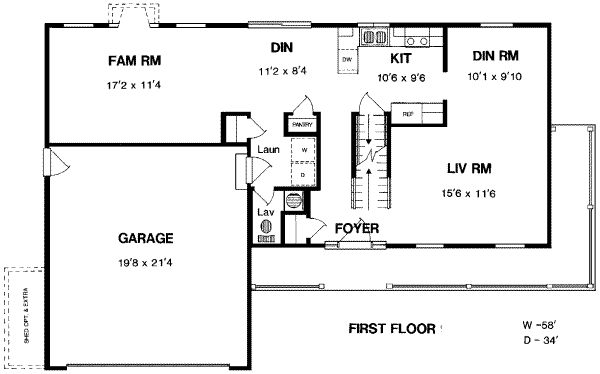 FAM RM
17'2 x 11'4
DIN
11'2 x 8'4
DW
KIT
10'6 x 9'6
DIN RM
10'1 x 9'10
REF
PANTRY
Laun
W
D
LIV RM
15'6 x 11'6
Lav
FOYER
GARAGE
19'8 x 21'4
SHED OPT. & EXTRA
FIRST FLOOR
W -58'
D - 34'